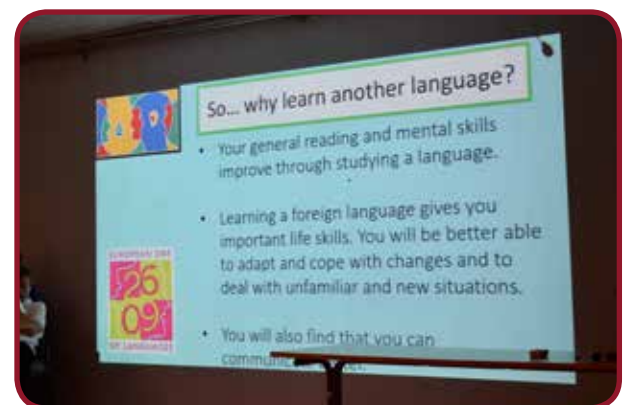 So... why learn another language?
• Your general reading and mental skills
improve through studying a language.
• Learning a foreign language gives you
important life skills. You will be better able
to adapt and cope with changes and to
deal with unfamiliar and new situations.
• You will also find that you can
EUROPEAN DAY
26
09
OF LANGUAGES